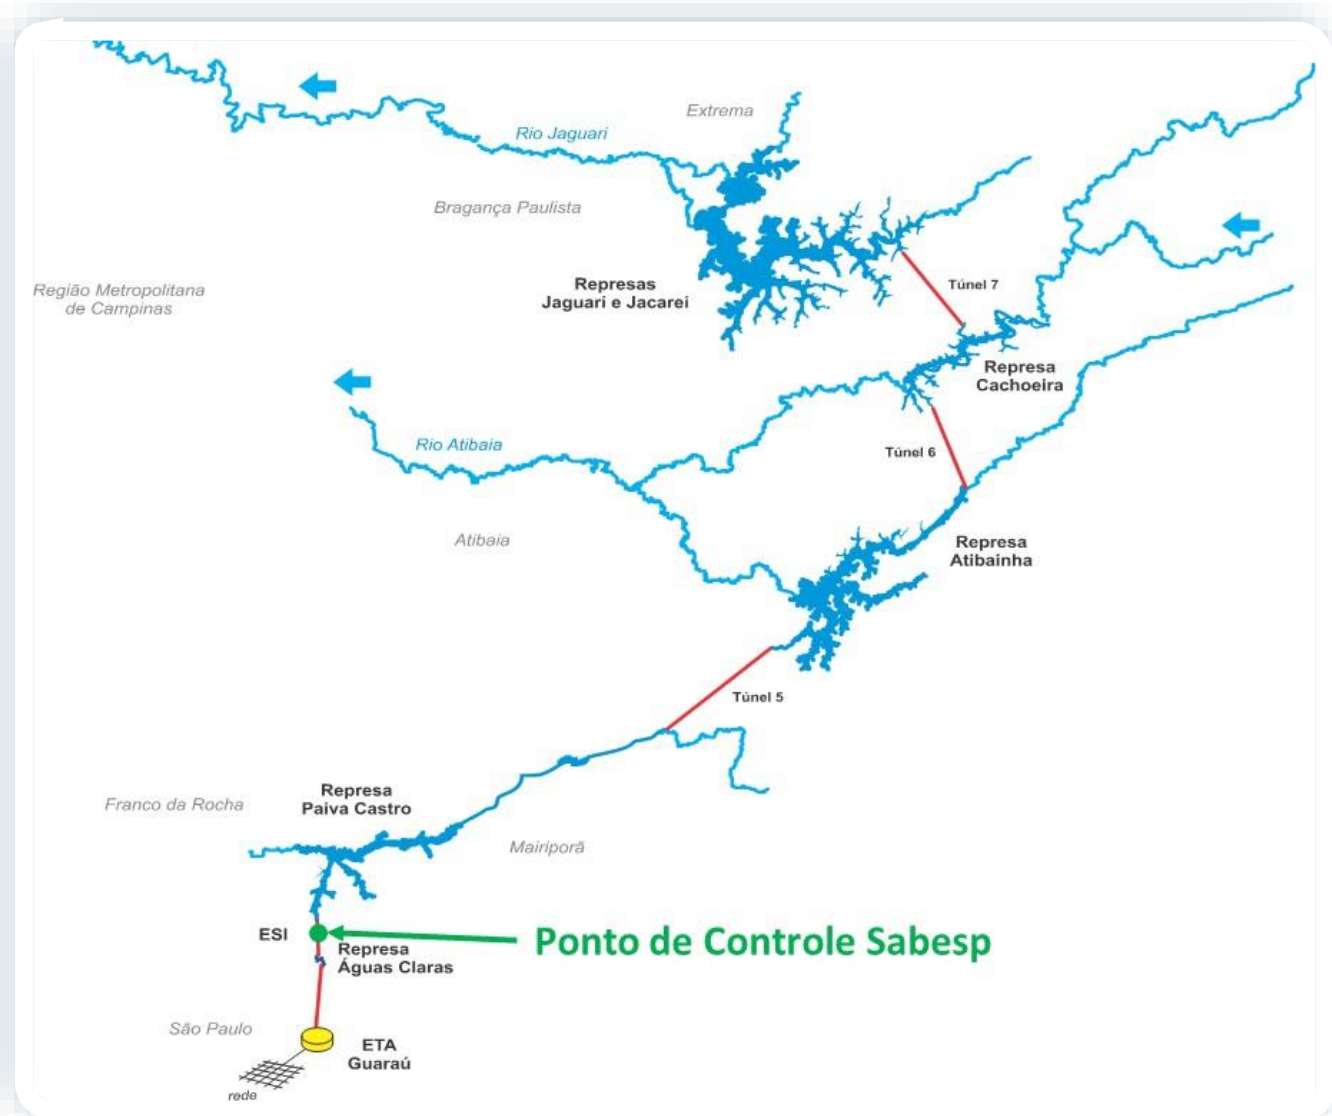 Extrema
Rio Jaguari
Bragança Paulista
Região Metropolitana
de Campinas
Represas
Jaguari e Jacarei
Túnel 7
Represa
Cachoeira
Rio Atibaia
Túnel 6
Atibaia
Represa
Atibainha
Túnel 5
Franco da Rocha
Represa
Paiva Castro
Mairiporã
ESI
Ponto de Controle Sabesp
Represa
Águas Claras
São Paulo
ETA
Guaraú
rede